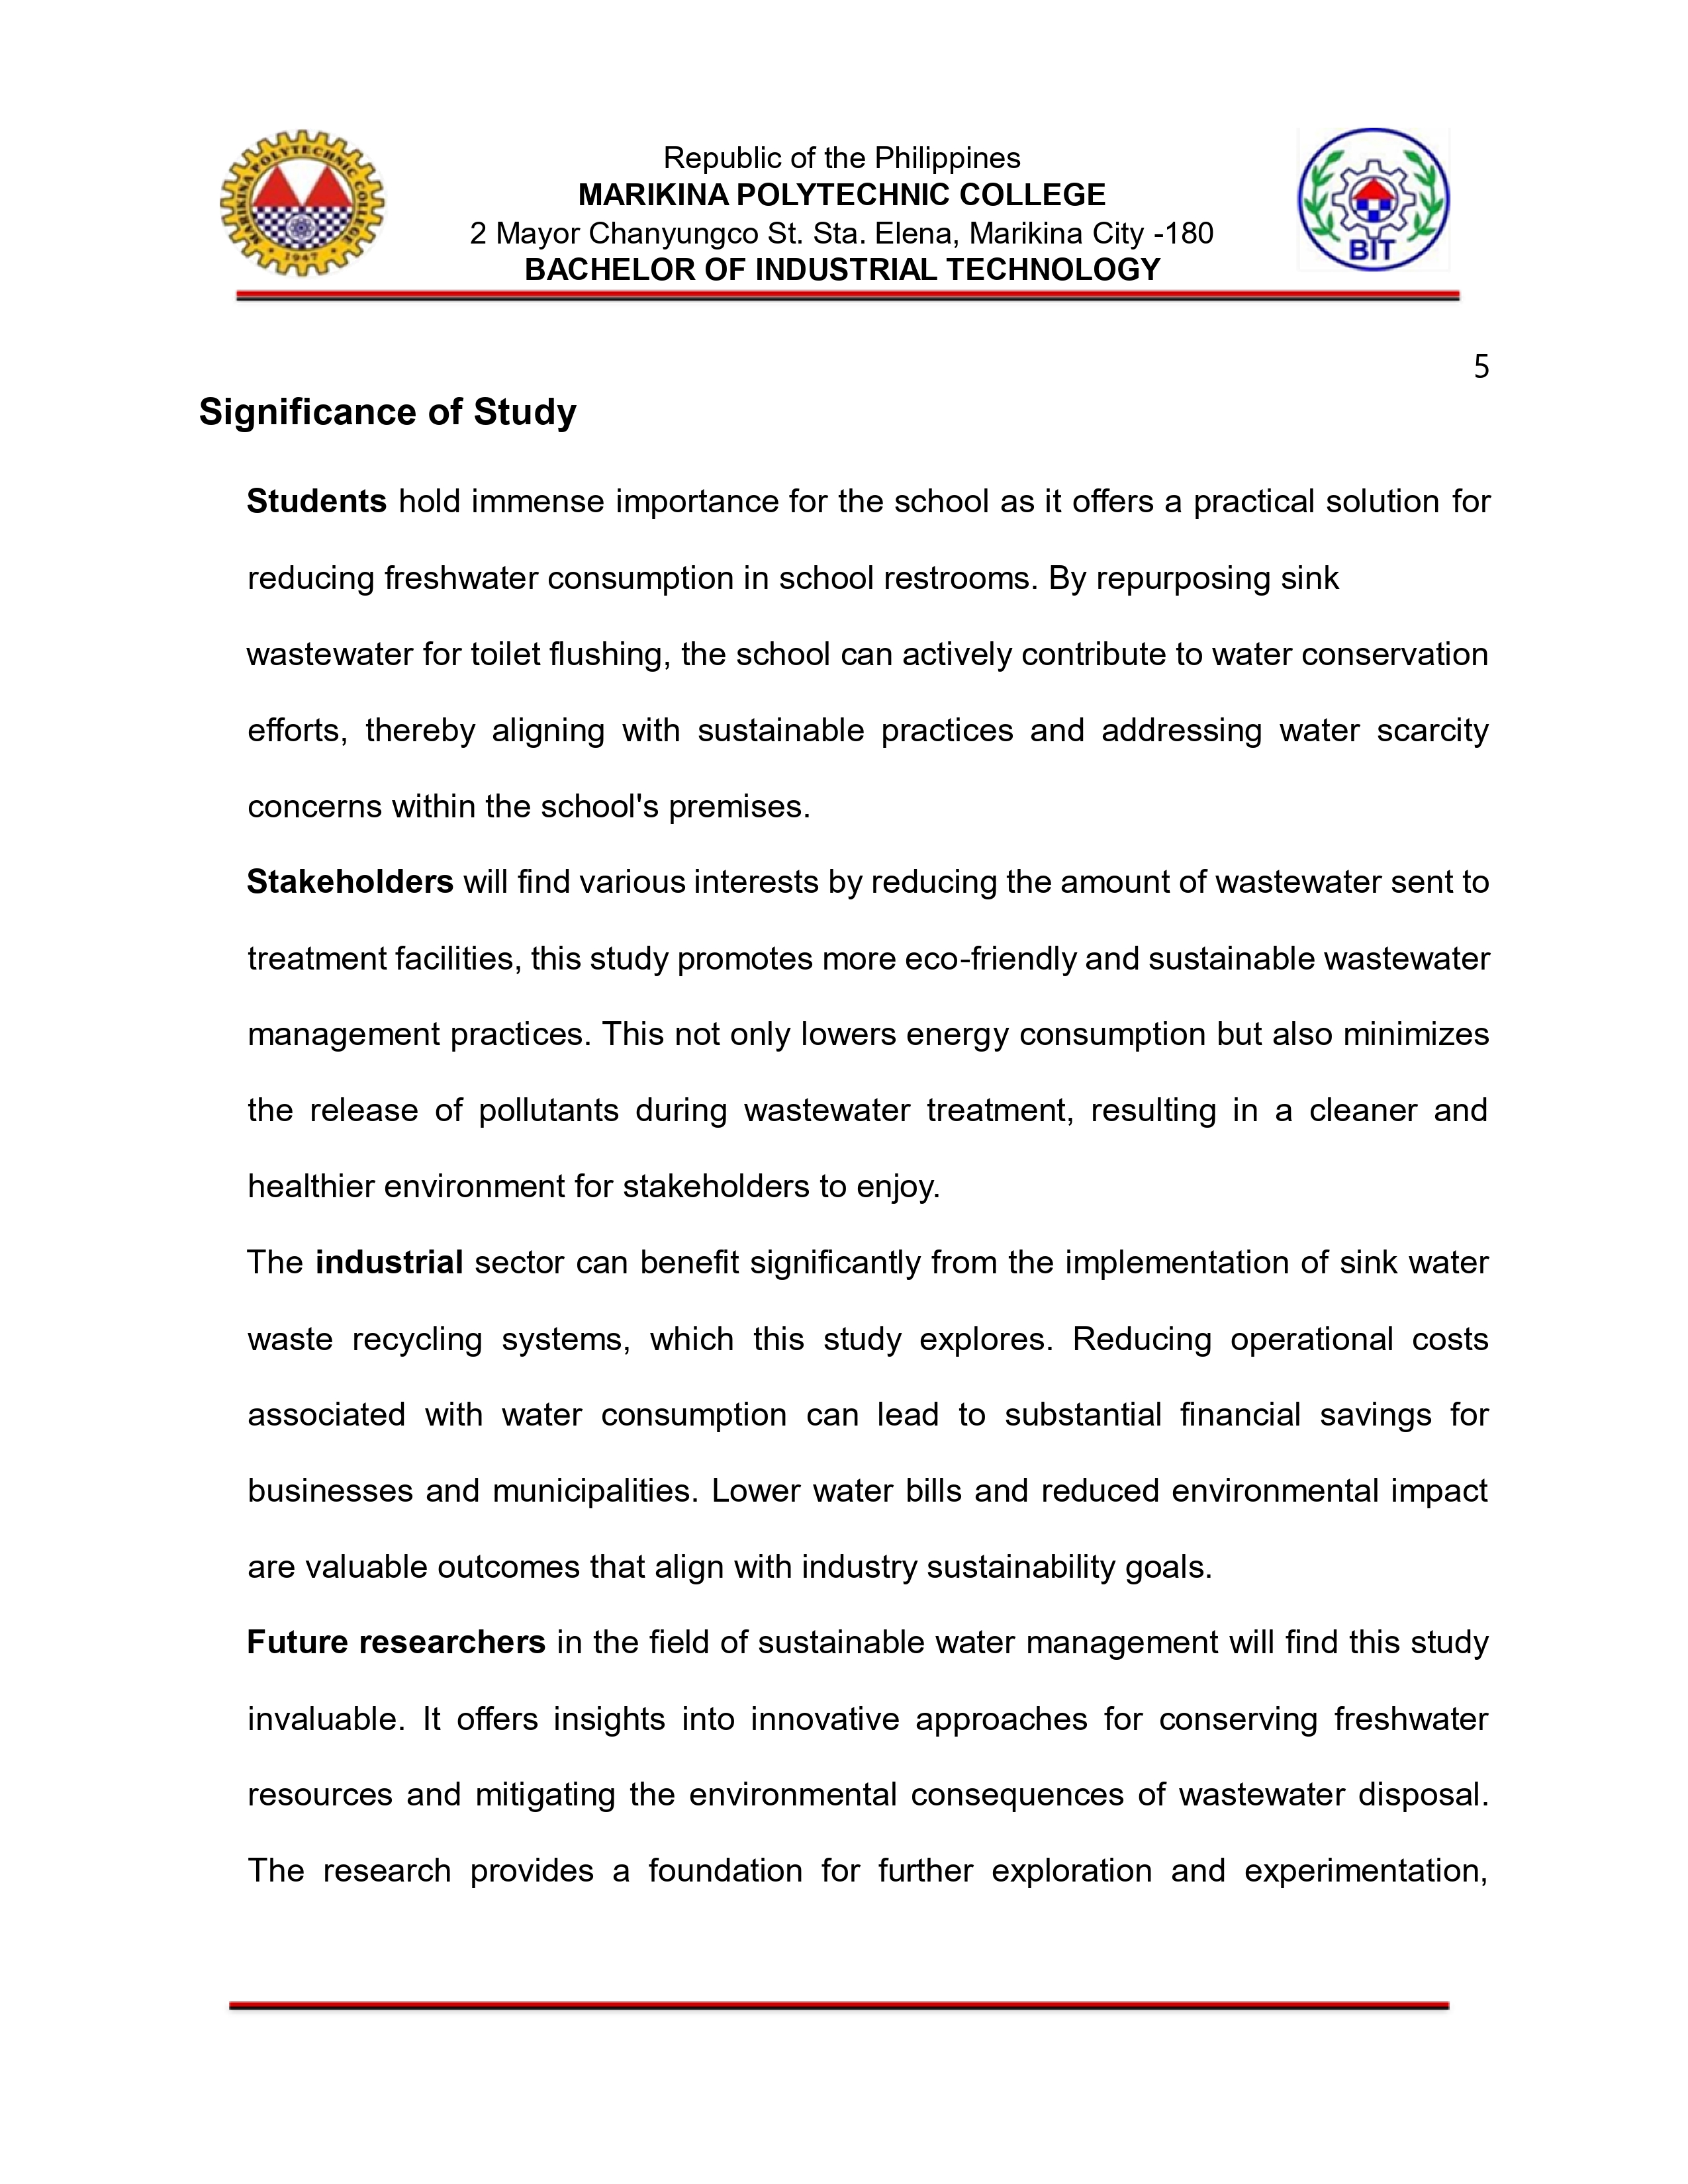 MARIKINA POLYTECHNIC COLLEGE
1947
Republic of the Philippines
MARIKINA POLYTECHNIC COLLEGE
2 Mayor Chanyungco St. Sta. Elena, Marikina City -180
BACHELOR OF INDUSTRIAL TECHNOLOGY
BIT
5
Significance of Study
Students hold immense importance for the school as it offers a practical solution for
reducing freshwater consumption in school restrooms. By repurposing sink
wastewater for toilet flushing, the school can actively contribute to water conservation
efforts, thereby aligning with sustainable practices and addressing water scarcity
concerns within the school's premises.
Stakeholders will find various interests by reducing the amount of wastewater sent to
treatment facilities, this study promotes more eco-friendly and sustainable wastewater
management practices. This not only lowers energy consumption but also minimizes
the release of pollutants during wastewater treatment, resulting in a cleaner and
healthier environment for stakeholders to enjoy.
The industrial sector can benefit significantly from the implementation of sink water
waste recycling systems, which this study explores. Reducing operational costs
associated with water consumption can lead to substantial financial savings for
businesses and municipalities. Lower water bills and reduced environmental impact
are valuable outcomes that align with industry sustainability goals.
Future researchers in the field of sustainable water management will find this study
invaluable. It offers insights into innovative approaches for conserving freshwater
resources and mitigating the environmental consequences of wastewater disposal.
The research provides a foundation for further exploration and experimentation,